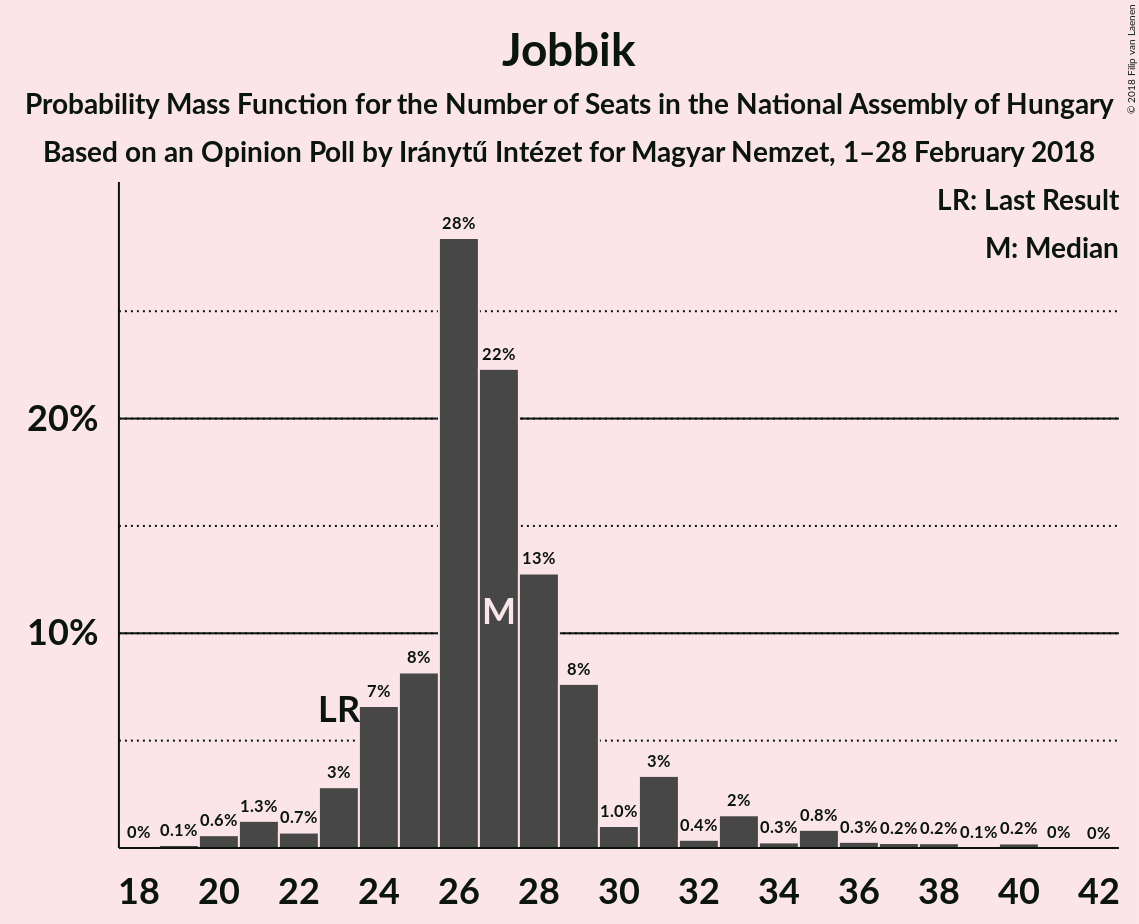 © 2018 Filip van Laenen
Jobbik
Probability Mass Function for the Number of Seats in the National Assembly of Hungary
Based on an Opinion Poll by Iránytű Intézet for Magyar Nemzet, 1–28 February 2018
LR: Last Result
M: Median
20%
10%
0% 0.1% 0.6% 1.3% 0.7% 3% 7% 8% 28% 22% 13% 8% 1.0% 3% 0.4% 2% 0.3% 0.8% 0.3% 0.2% 0.2% 0.1% 0.2% 0% 0%
LR
M
18 20 22 24 26 28 30 32 34 36 38 40 42